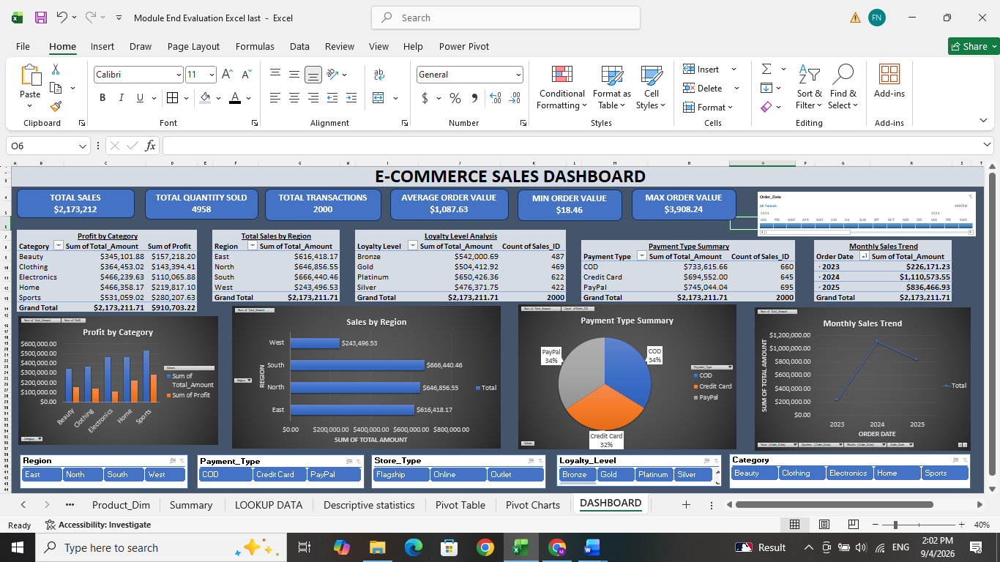 Module End Evaluation Excel last - Excel
Search
FN
File Home Insert Draw Page Layout Formulas Data Review View Help Power Pivot
Share
Paste
Calibri 11
General
Conditional Formatting
Format as Table
Cell Styles
Insert
Delete
Format
Sort & Filter
Find & Select
Add-ins
Clipboard Font Alignment Number Styles Cells Editing Add-ins
O6
fx
E-COMMERCE SALES DASHBOARD
TOTAL SALES
$2,173,212
TOTAL QUANTITY SOLD
4958
TOTAL TRANSACTIONS
2000
AVERAGE ORDER VALUE
$1,087.63
MIN ORDER VALUE
$18.46
MAX ORDER VALUE
$3,908.24
Order_Date
All Periods MONTHS
2023 2024
JAN FEB MAR APR MAY JUN JUL AUG SEP OCT NOV DEC JAN FEB MAR
Profit by Category
Category Sum of Total_Amount Sum of Profit
Beauty $345,101.88 $157,218.20
Clothing $364,453.02 $143,394.41
Electronics $466,239.63 $110,065.88
Home $466,358.17 $219,817.10
Sports $531,059.02 $280,207.63
Grand Total $2,173,211.71 $910,703.22
Total Sales by Region
Region Sum of Total_Amount
East $616,418.17
North $646,856.55
South $666,440.46
West $243,496.53
Grand Total $2,173,211.71
Loyalty Level Analysis
Loyalty Level Sum of Total_Amount Count of Sales_ID
Bronze $542,000.69 487
Gold $504,412.92 469
Platinum $650,426.36 622
Silver $476,371.75 422
Grand Total $2,173,211.71 2000
Payment Type Summary
Payment Type Sum of Total_Amount Count of Sales_ID
COD $733,615.66 660
Credit Card $694,552.00 645
PayPal $745,044.04 695
Grand Total $2,173,211.71 2000
Monthly Sales Trend
Order Date Sum of Total_Amount
2023 $226,171.23
2024 $1,110,573.55
2025 $836,466.93
Grand Total $2,173,211.71
Sum of Total_Amount Sum of Profit
Profit by Category
$600,000.00
$500,000.00
$400,000.00
$300,000.00
$200,000.00
$100,000.00
$0.00
Beauty Clothing Electronics Home Sports
Values
Sum of Total_Amount
Sum of Profit
Category
Sum of Total_Amount
Sales by Region
REGION
West $243,496.53
South $666,440.46
North $646,856.55
East $616,418.17
$0.00 $200,000.00 $400,000.00 $600,000.00 $800,000.00
SUM OF TOTAL AMOUNT
Region
Total
Sum of Total_Amount Count of Sales_ID
Payment Type Summary
PayPal
34%
COD
34%
Credit Card
32%
Payment_Type
COD
Credit Card
PayPal
Values
Sum of Total_Amount
Monthly Sales Trend
SUM OF TOTAL AMOUNT
$1,200,000.00
$1,000,000.00
$800,000.00
$600,000.00
$400,000.00
$200,000.00
$0.00
2023 2024 2025
ORDER DATE
Total
Years (Order_Date) Quarters (Order_Date) Months (Order_Date) Order_Date
Region
East North South West
Payment_Type
COD Credit Card PayPal
Store_Type
Flagship Online Outlet
Loyalty_Level
Bronze Gold Platinum Silver
Category
Beauty Clothing Electronics Home Sports
Product_Dim Summary LOOKUP DATA Descriptive statistics Pivot Table Pivot Charts DASHBOARD
Ready Accessibility: Investigate 40%
Type here to search
Result
ENG
2:02 PM
9/4/2026